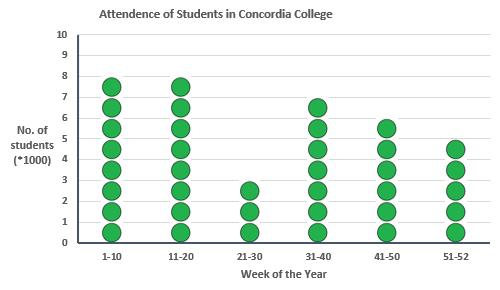 Attendence of Students in Concordia College
10
9
8
7
6
5
4
3
2
1
0
No. of
students
(*1000)
1-10 11-20 21-30 31-40 41-50 51-52
Week of the Year